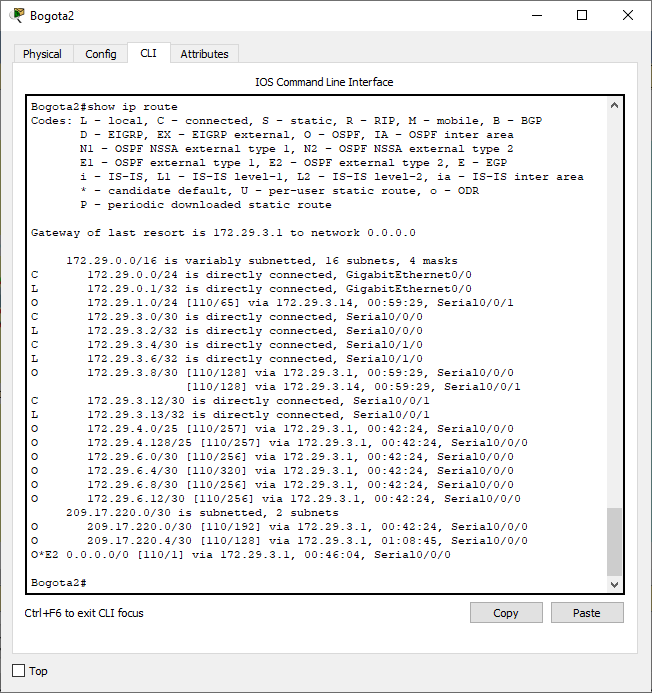 Bogota2
Physical Config CLI Attributes
IOS Command Line Interface
Bogota2#show ip route
Codes: L - local, C - connected, S - static, R - RIP, M - mobile, B - BGP
       D - EIGRP, EX - EIGRP external, O - OSPF, IA - OSPF inter area
       N1 - OSPF NSSA external type 1, N2 - OSPF NSSA external type 2
       E1 - OSPF external type 1, E2 - OSPF external type 2, E - EGP
       i - IS-IS, L1 - IS-IS level-1, L2 - IS-IS level-2, ia - IS-IS inter area
       * - candidate default, U - per-user static route, o - ODR
       P - periodic downloaded static route
Gateway of last resort is 172.29.3.1 to network 0.0.0.0
     172.29.0.0/16 is variably subnetted, 16 subnets, 4 masks
C       172.29.0.0/24 is directly connected, GigabitEthernet0/0
L       172.29.0.1/32 is directly connected, GigabitEthernet0/0
O       172.29.1.0/24 [110/65] via 172.29.3.14, 00:59:29, Serial0/0/1
C       172.29.3.0/30 is directly connected, Serial0/0/0
L       172.29.3.2/32 is directly connected, Serial0/0/0
C       172.29.3.4/30 is directly connected, Serial0/1/0
L       172.29.3.6/32 is directly connected, Serial0/1/0
O       172.29.3.8/30 [110/128] via 172.29.3.1, 00:59:29, Serial0/0/0
                      [110/128] via 172.29.3.14, 00:59:29, Serial0/0/1
C       172.29.3.12/30 is directly connected, Serial0/0/1
L       172.29.3.13/32 is directly connected, Serial0/0/1
O       172.29.4.0/25 [110/257] via 172.29.3.1, 00:42:24, Serial0/0/0
O       172.29.4.128/25 [110/257] via 172.29.3.1, 00:42:24, Serial0/0/0
O       172.29.6.0/30 [110/256] via 172.29.3.1, 00:42:24, Serial0/0/0
O       172.29.6.4/30 [110/320] via 172.29.3.1, 00:42:24, Serial0/0/0
O       172.29.6.8/30 [110/256] via 172.29.3.1, 00:42:24, Serial0/0/0
O       172.29.6.12/30 [110/256] via 172.29.3.1, 00:42:24, Serial0/0/0
     209.17.220.0/30 is subnetted, 2 subnets
O       209.17.220.0/30 [110/192] via 172.29.3.1, 00:42:24, Serial0/0/0
O       209.17.220.4/30 [110/128] via 172.29.3.1, 01:08:45, Serial0/0/0
O*E2 0.0.0.0/0 [110/1] via 172.29.3.1, 00:46:04, Serial0/0/0
Bogota2#
Ctrl+F6 to exit CLI focus Copy Paste
Top